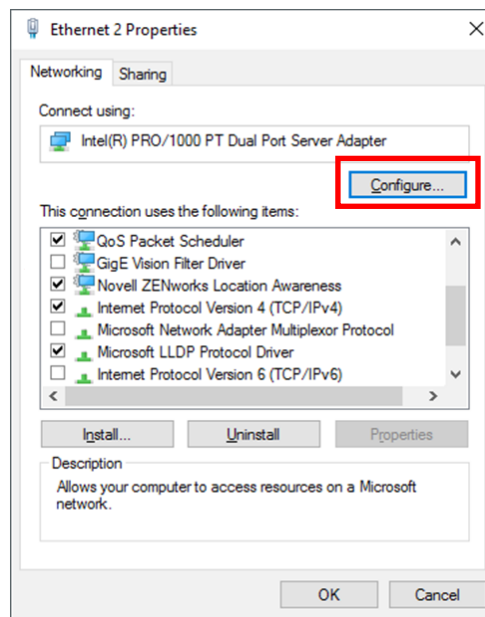 Ethernet 2 Properties
Networking Sharing
Connect using:
Intel(R) PRO/1000 PT Dual Port Server Adapter
Configure...
This connection uses the following items:
QoS Packet Scheduler
GigE Vision Filter Driver
Novell ZENworks Location Awareness
Internet Protocol Version 4 (TCP/IPv4)
Microsoft Network Adapter Multiplexor Protocol
Microsoft LLDP Protocol Driver
Internet Protocol Version 6 (TCP/IPv6)
Install... Uninstall Properties
Description
Allows your computer to access resources on a Microsoft
network.
OK Cancel